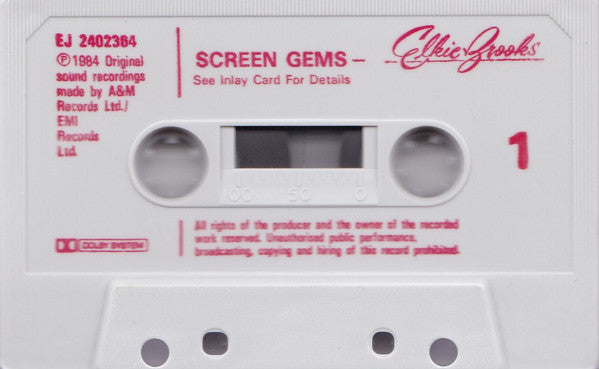 EJ 2402364
℗1984 Original
sound recordings
made by A&M
Records Ltd./
EMI
Records
Ltd.
SCREEN GEMS –
See Inlay Card For Details
Elkie Brooks
1
100 50 0
All rights of the producer and the owner of the recorded
work reserved. Unauthorised public performance,
broadcasting, copying and hiring of this record prohibited.
DOLBY SYSTEM